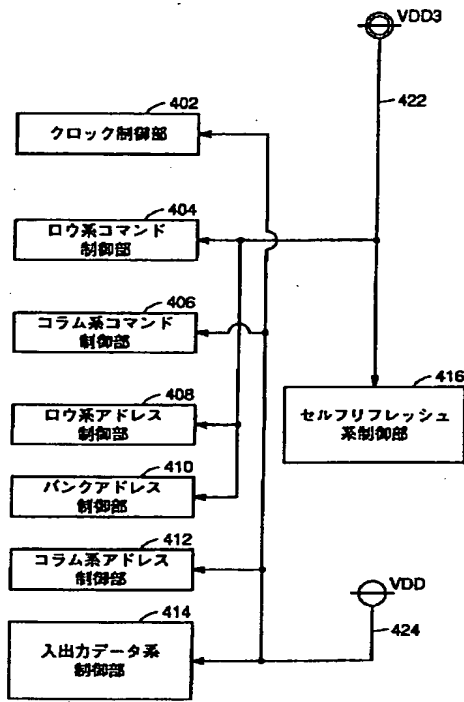 VDD3
422
402
クロック制御部
404
ロウ系コマンド
制御部
406
コラム系コマンド
制御部
416
セルフリフレッシュ
系制御部
408
ロウ系アドレス
制御部
410
バンクアドレス
制御部
412
コラム系アドレス
制御部
VDD
424
414
入出力データ系
制御部